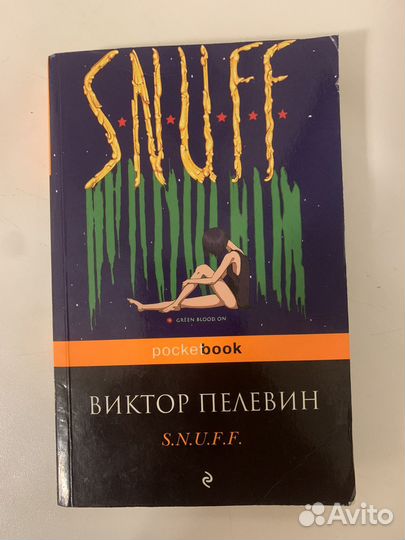 S.N.U.F.F
GREEN BLOOD ON
pocketbook
ВИКТОР ПЕЛЕВИН
S.N.U.F.F.
Avito